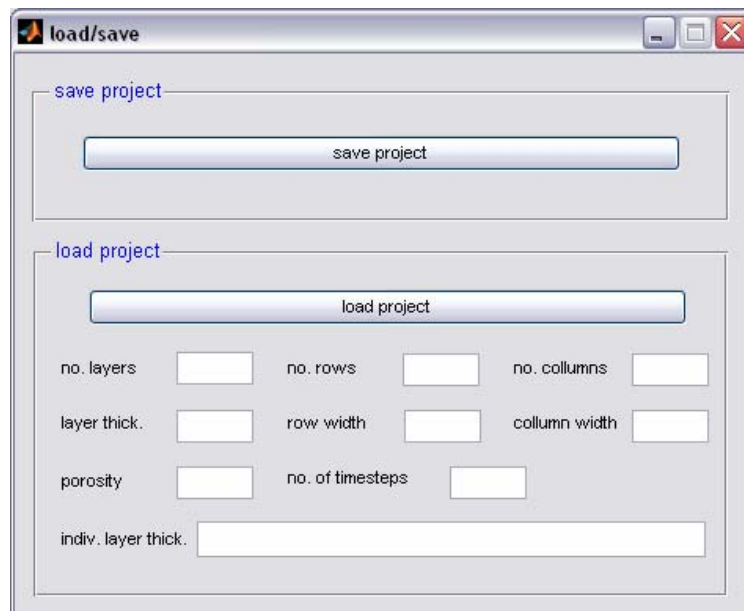 load/save
save project
save project
load project
load project
no. layers no. rows no. collumns
layer thick. row width collumn width
porosity no. of timesteps
indiv. layer thick.